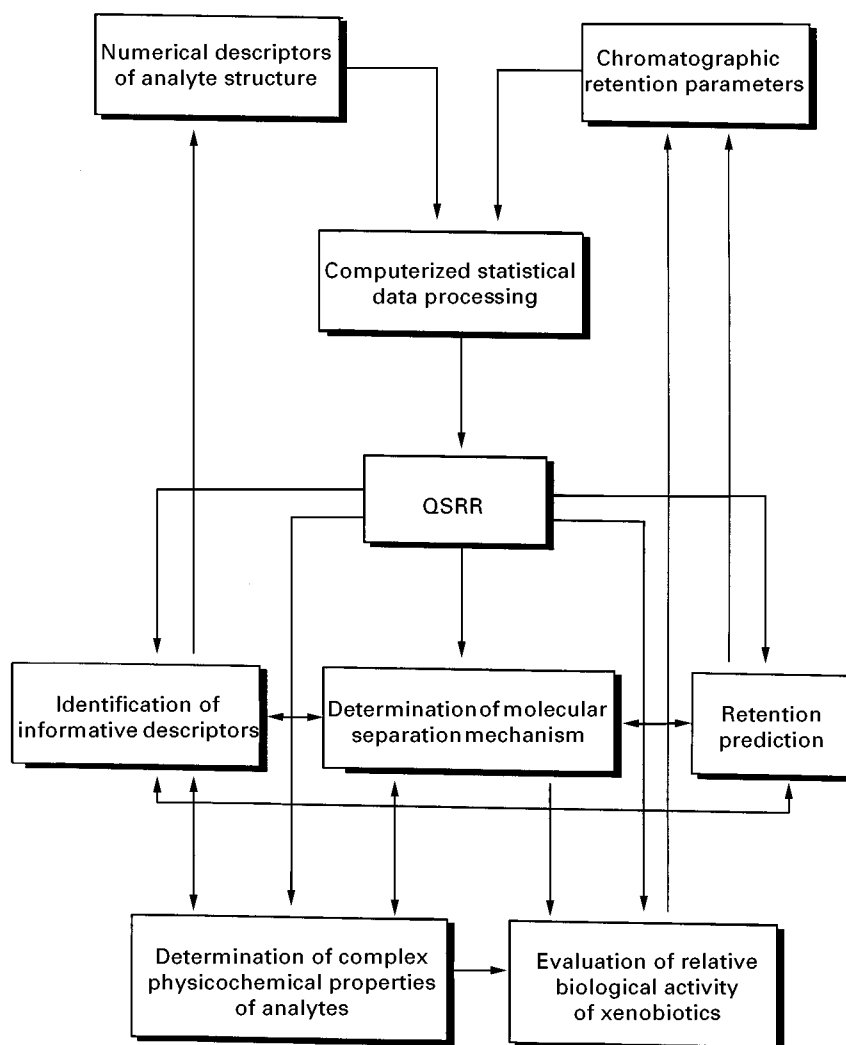 Numerical descriptors
of analyte structure
Chromatographic
retention parameters
Computerized statistical
data processing
QSRR
Identification of
informative descriptors
Determination of molecular
separation mechanism
Retention
prediction
Determination of complex
physicochemical properties
of analytes
Evaluation of relative
biological activity
of xenobiotics